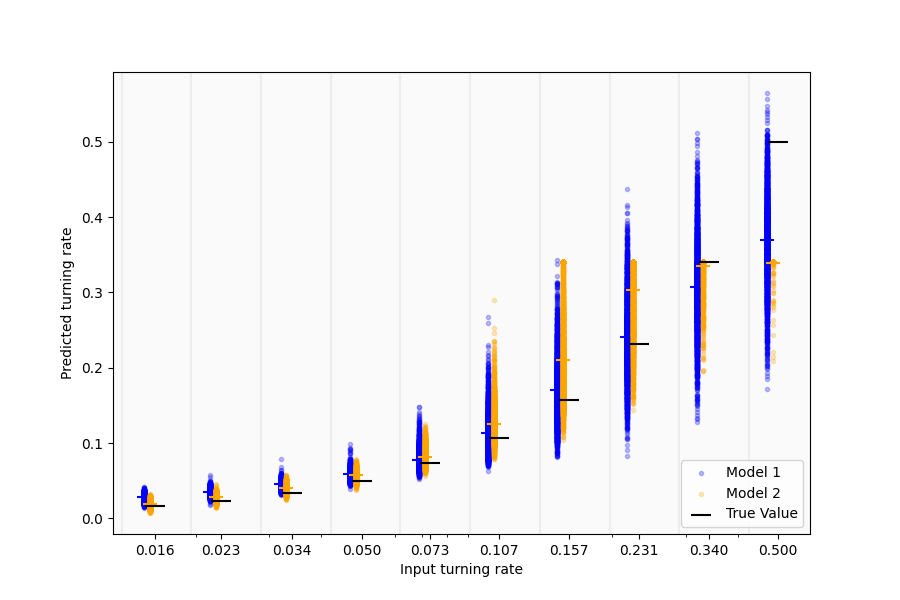 0.5
0.4
0.3
0.2
0.1
0.0
Predicted turning rate
Model 1
Model 2
True Value
0.016 0.023 0.034 0.050 0.073 0.107 0.157 0.231 0.340 0.500
Input turning rate